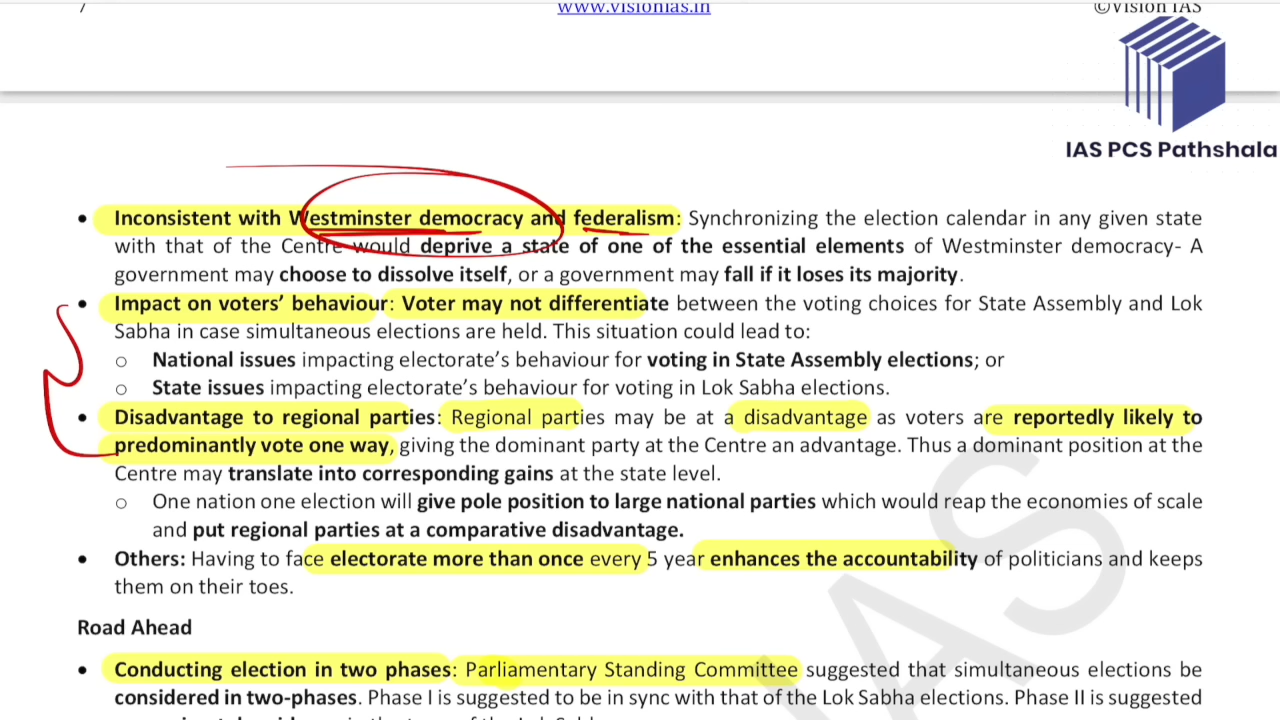 7 www.visionias.in ©Vision IAS
IAS PCS Pathshala
• Inconsistent with Westminster democracy and federalism: Synchronizing the election calendar in any given state
with that of the Centre would deprive a state of one of the essential elements of Westminster democracy- A
government may choose to dissolve itself, or a government may fall if it loses its majority.
• Impact on voters’ behaviour: Voter may not differentiate between the voting choices for State Assembly and Lok
Sabha in case simultaneous elections are held. This situation could lead to:
o National issues impacting electorate’s behaviour for voting in State Assembly elections; or
o State issues impacting electorate’s behaviour for voting in Lok Sabha elections.
• Disadvantage to regional parties: Regional parties may be at a disadvantage as voters are reportedly likely to
predominantly vote one way, giving the dominant party at the Centre an advantage. Thus a dominant position at the
Centre may translate into corresponding gains at the state level.
o One nation one election will give pole position to large national parties which would reap the economies of scale
and put regional parties at a comparative disadvantage.
• Others: Having to face electorate more than once every 5 year enhances the accountability of politicians and keeps
them on their toes.
Road Ahead
• Conducting election in two phases: Parliamentary Standing Committee suggested that simultaneous elections be
considered in two-phases. Phase I is suggested to be in sync with that of the Lok Sabha elections. Phase II is suggested
IAS